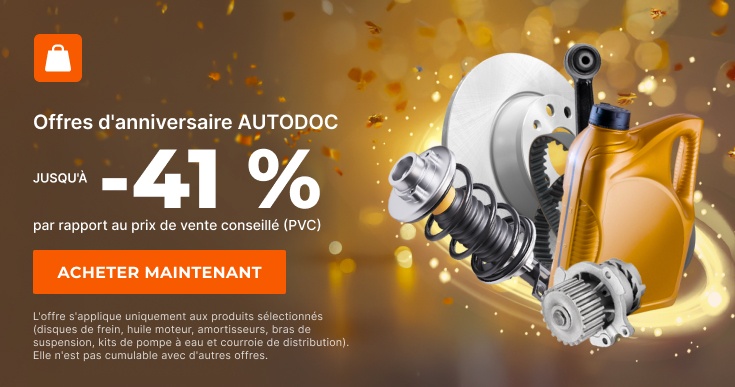 Offres d'anniversaire AUTODOC
JUSQU'À -41 %
par rapport au prix de vente conseillé (PVC)
ACHETER MAINTENANT
L'offre s'applique uniquement aux produits sélectionnés
(disques de frein, huile moteur, amortisseurs, bras de
suspension, kits de pompe à eau et courroie de distribution).
Elle n'est pas cumulable avec d'autres offres.